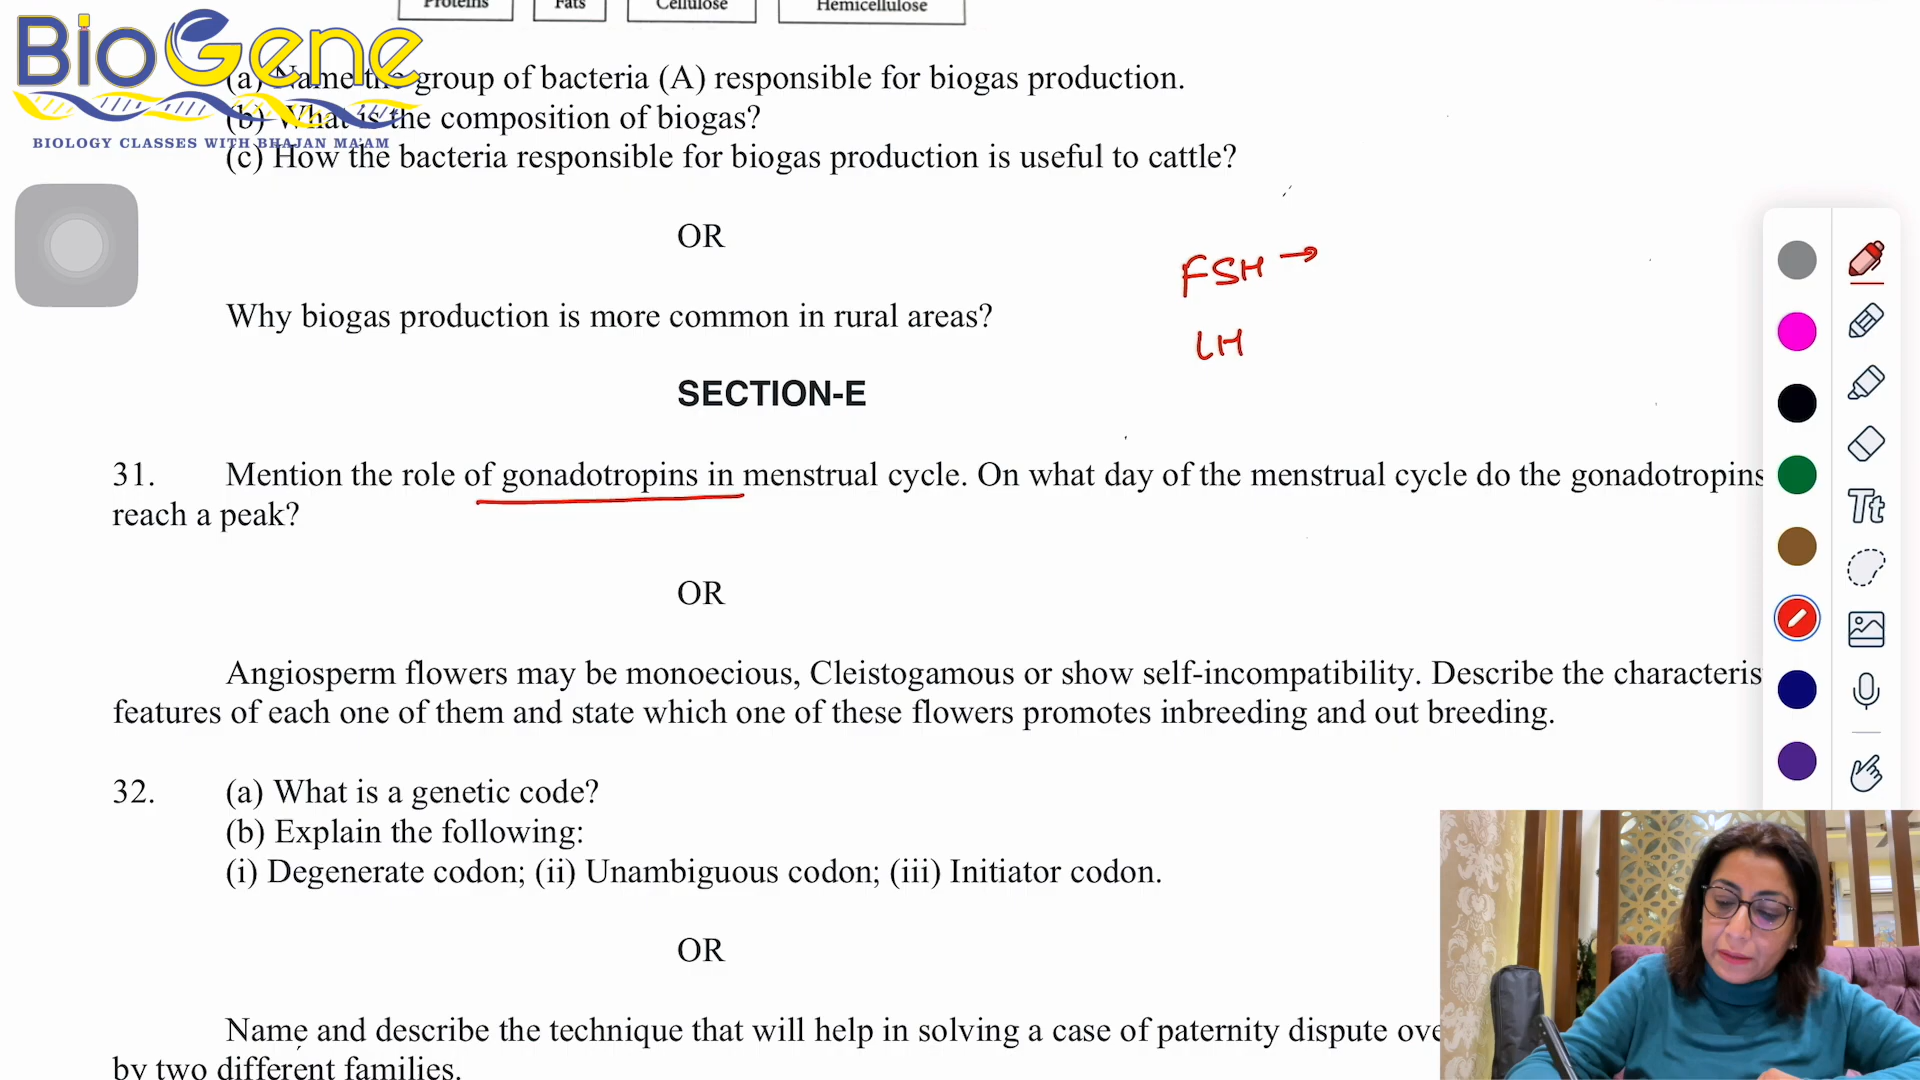 Proteins Fats Cellulose Hemicellulose
BioGene
BIOLOGY CLASSES WITH BHAJAN MA'AM
(a) Name the group of bacteria (A) responsible for biogas production.
(b) What is the composition of biogas?
(c) How the bacteria responsible for biogas production is useful to cattle?
OR
FSH →
Why biogas production is more common in rural areas?
LH
SECTION-E
31. Mention the role of gonadotropins in menstrual cycle. On what day of the menstrual cycle do the gonadotropins
reach a peak?
OR
Angiosperm flowers may be monoecious, Cleistogamous or show self-incompatibility. Describe the characteris
features of each one of them and state which one of these flowers promotes inbreeding and out breeding.
32. (a) What is a genetic code?
(b) Explain the following:
(i) Degenerate codon; (ii) Unambiguous codon; (iii) Initiator codon.
OR
Name and describe the technique that will help in solving a case of paternity dispute ove
by two different families.
Tt